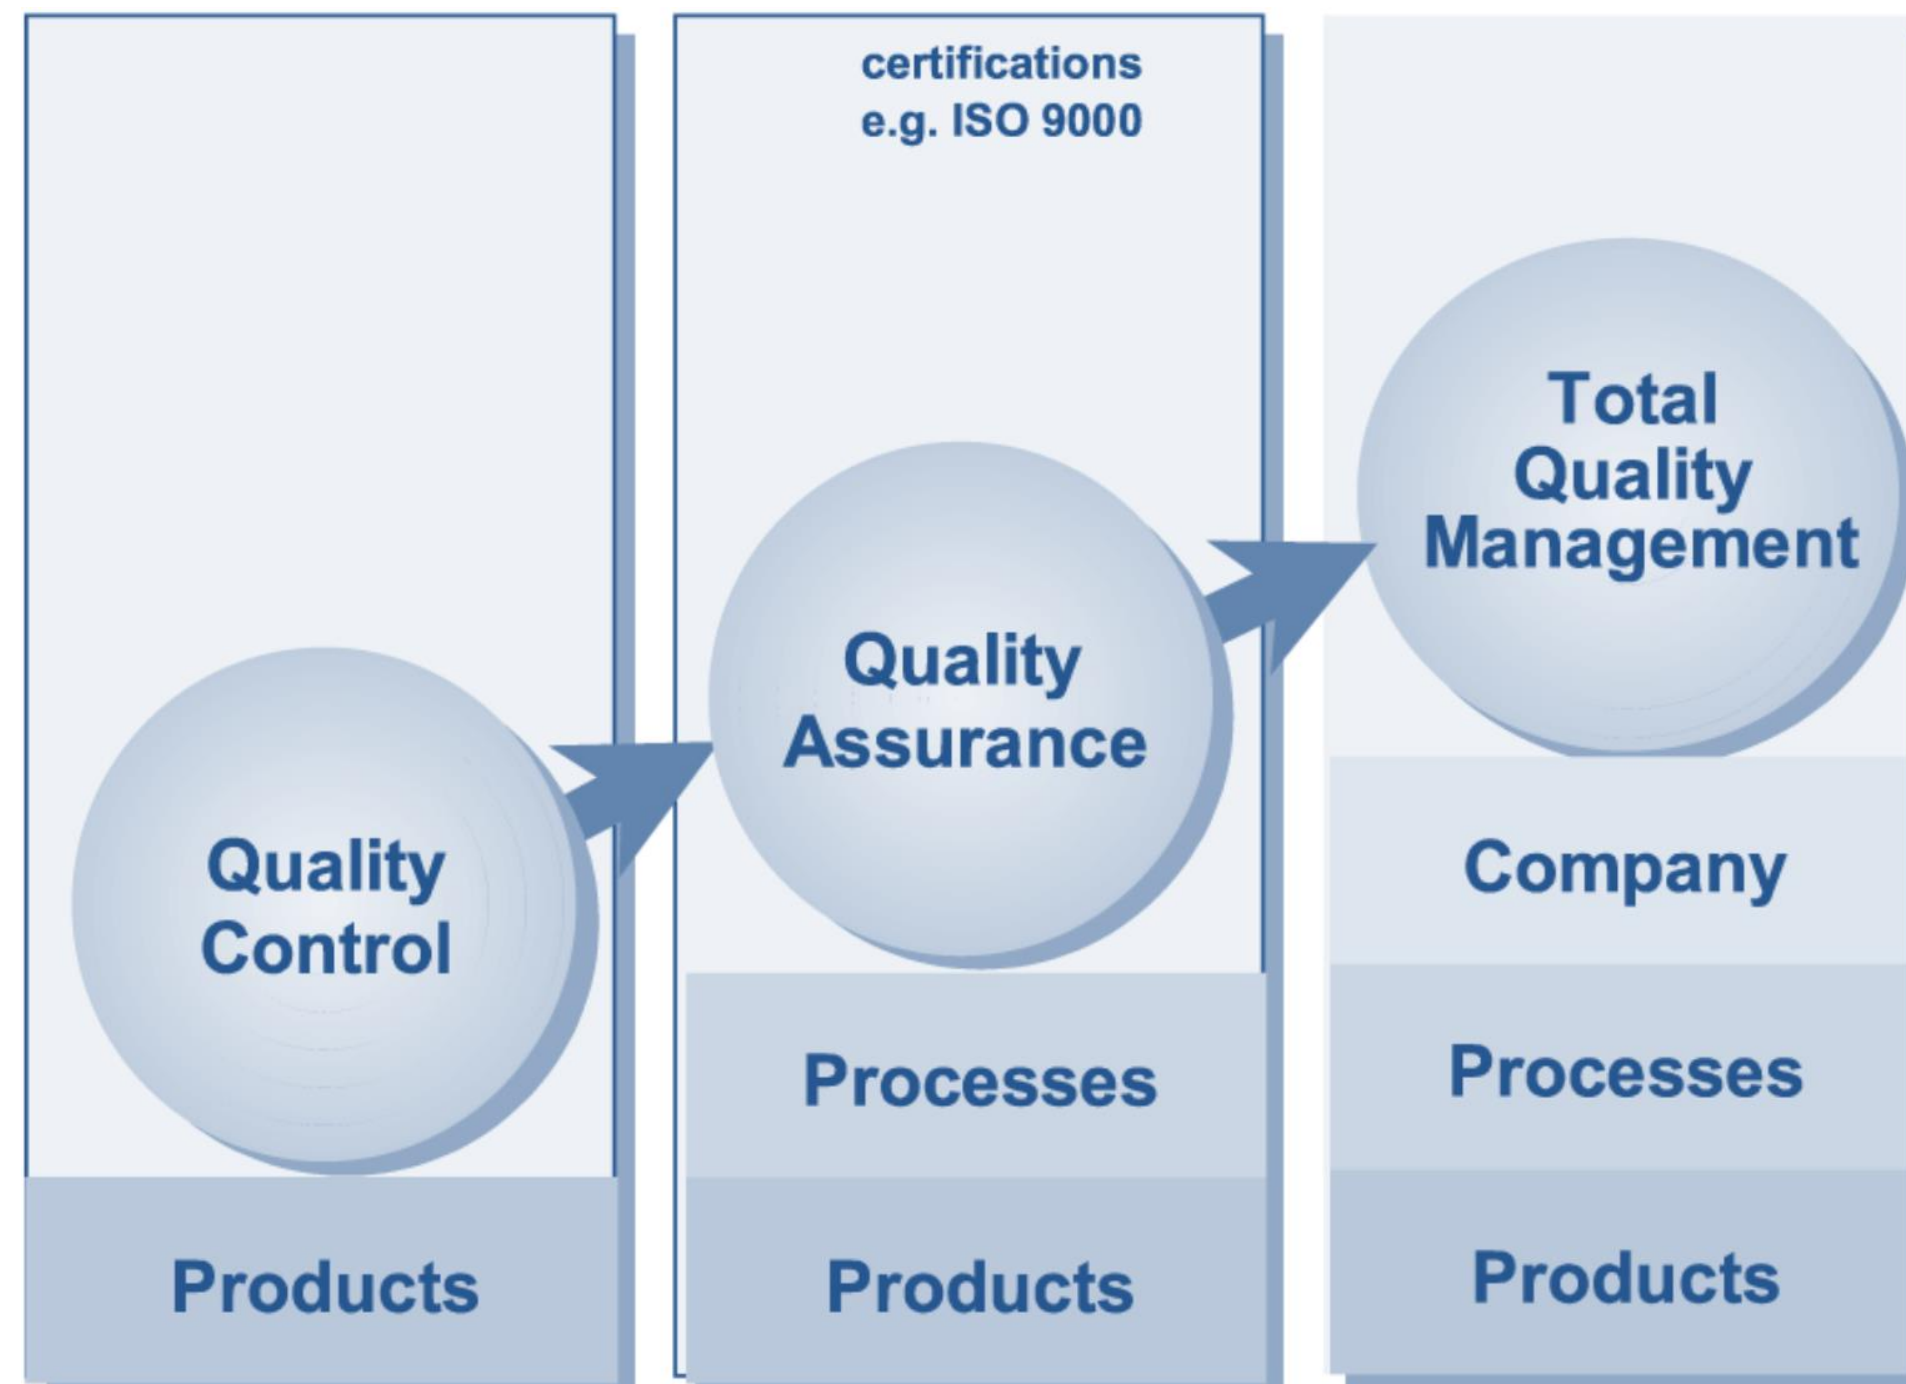 certifications
e.g. ISO 9000
Quality
Control
Products
Quality
Assurance
Processes
Products
Total
Quality
Management
Company
Processes
Products